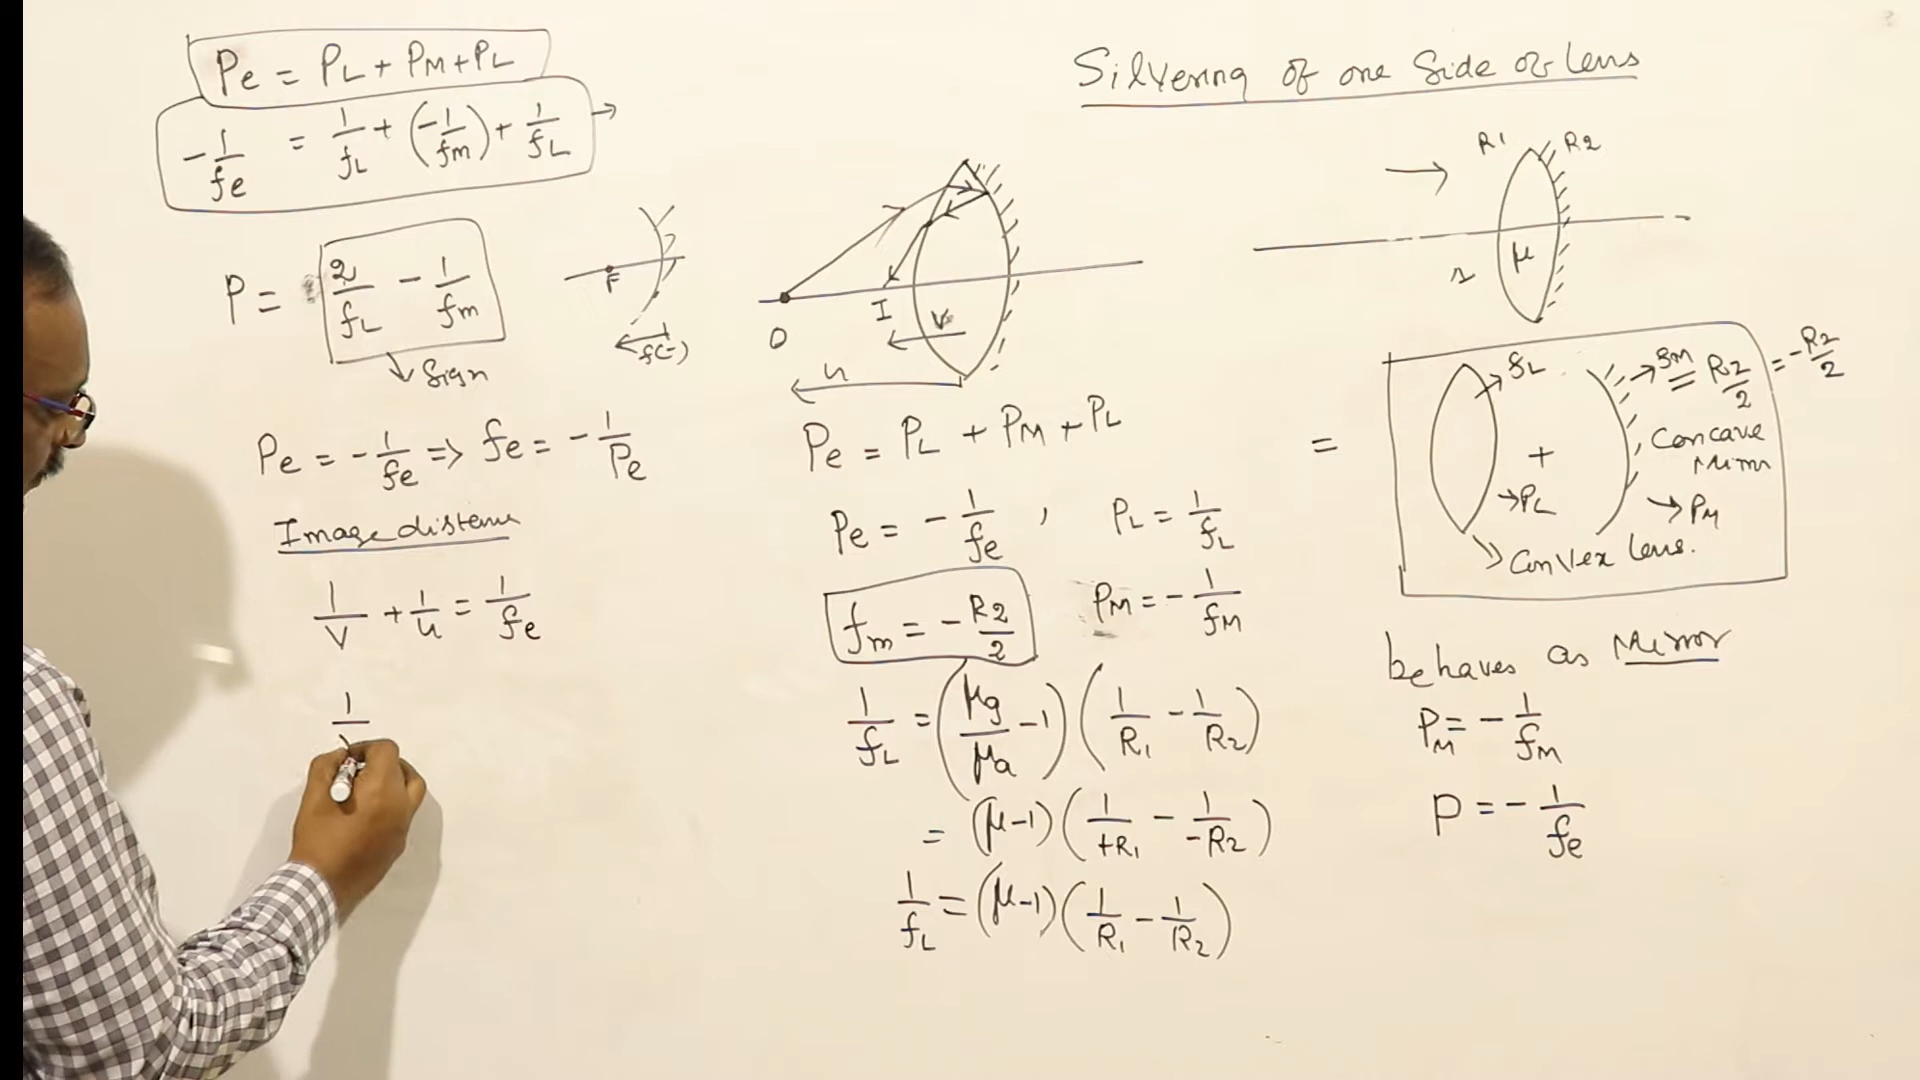 Silvering of one Side of Lens
Pe = PL + PM + PL
-1/fe = 1/fL + (-1/fm) + 1/fL →
P = 2/fL - 1/fm
↓ Sign
F
f(-)
Pe = -1/fe => fe = -1/Pe
Image distance
1/v + 1/u = 1/fe
1
O
I
v
u
Pe = PL + PM + PL
Pe = -1/fe , PL = 1/fL
fm = -R2/2
PM = -1/fM
1/fL = (μg/μa - 1) (1/R1 - 1/R2)
= (μ-1) (1/+R1 - 1/-R2)
1/fL = (μ-1) (1/R1 - 1/R2)
R1
R2
μ
=
fL
+
→ fM = R2/2 = -R2/2
Concave
Mirror
→ PL
→ PM
Convex lens.
behaves as Mirror
PM = -1/fM
P = -1/fe